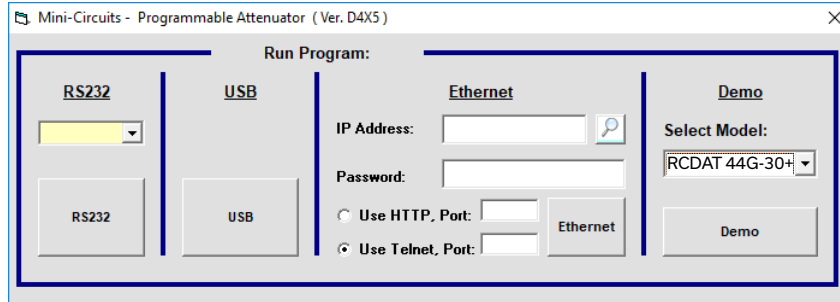 Mini-Circuits - Programmable Attenuator ( Ver. D4X5 )
Run Program:
RS232
RS232
USB
USB
Ethernet
IP Address:
Password:
Use HTTP, Port:
Use Telnet, Port:
Ethernet
Demo
Select Model:
RCDAT 44G-30+
Demo